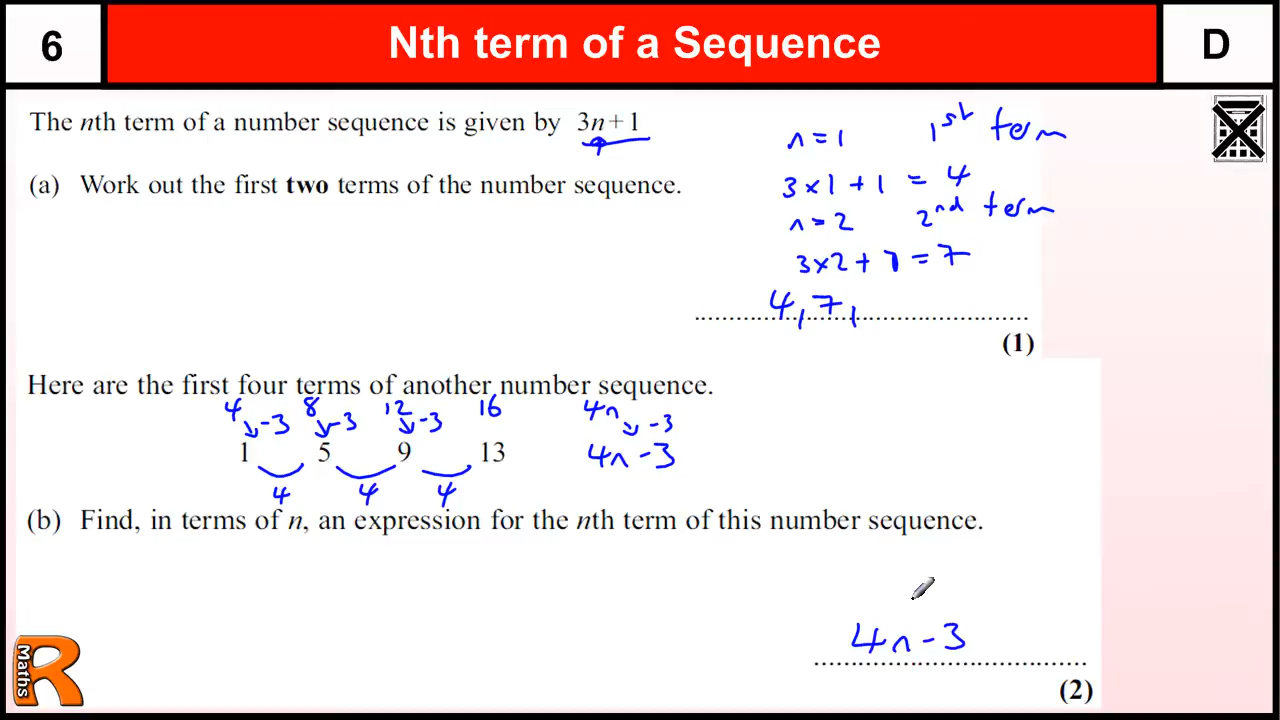 6 Nth term of a Sequence D
The nth term of a number sequence is given by 3n + 1
n = 1 1st term
(a) Work out the first two terms of the number sequence.
3 × 1 + 1 = 4
n = 2 2nd term
3 × 2 + 1 = 7
4, 7,
(1)
Here are the first four terms of another number sequence.
4 8 12 16 4n
-3 -3 -3 -3
1 5 9 13 4n - 3
4 4 4
(b) Find, in terms of n, an expression for the nth term of this number sequence.
4n - 3
(2)
Maths R